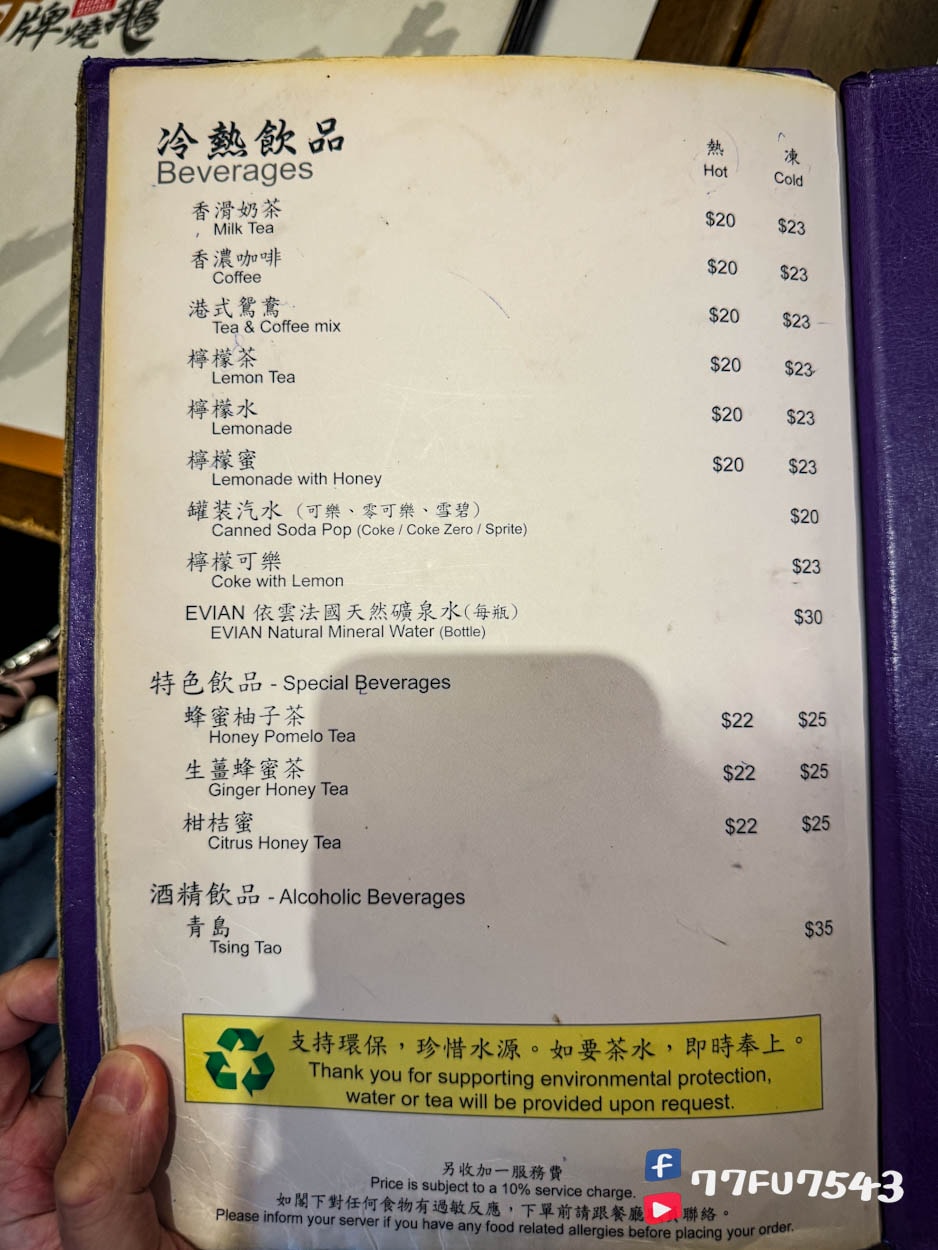 牌燒鵝
冷熱飲品
Beverages
熱 凍
Hot Cold
香滑奶茶
Milk Tea $20 $23
香濃咖啡
Coffee $20 $23
港式鴛鴦
Tea & Coffee mix $20 $23
檸檬茶
Lemon Tea $20 $23
檸檬水
Lemonade $20 $23
檸檬蜜
Lemonade with Honey $20 $23
罐装汽水 (可樂、零可樂、雪碧)
Canned Soda Pop (Coke / Coke Zero / Sprite) $20
檸檬可樂
Coke with Lemon $23
EVIAN 依雲法國天然礦泉水(每瓶)
EVIAN Natural Mineral Water (Bottle) $30
特色飲品 - Special Beverages
蜂蜜柚子茶
Honey Pomelo Tea $22 $25
生薑蜂蜜茶
Ginger Honey Tea $22 $25
柑桔蜜
Citrus Honey Tea $22 $25
酒精飲品 - Alcoholic Beverages
青島
Tsing Tao $35
支持環保，珍惜水源。如要茶水，即時奉上。
Thank you for supporting environmental protection,
water or tea will be provided upon request.
另收加一服務費
Price is subject to a 10% service charge.
如閣下對任何食物有過敏反應，下單前請跟餐廳聯絡。
Please inform your server if you have any food related allergies before placing your order.
77FU7543